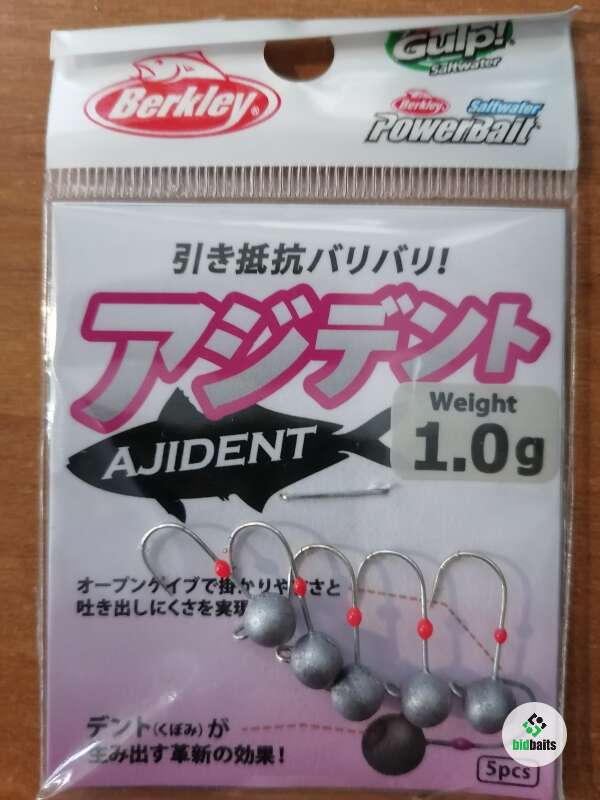 Berkley®
Gulp!®
Saltwater
Berkley
Saltwater
PowerBait®
引き抵抗バリバリ!
アジデント
AJIDENT
Weight
1.0g
オープンゲイプで掛かりやすさと
吐き出しにくさを実現
デント(くぼみ)が
生み出す革新の効果!
5pcs
bidbaits